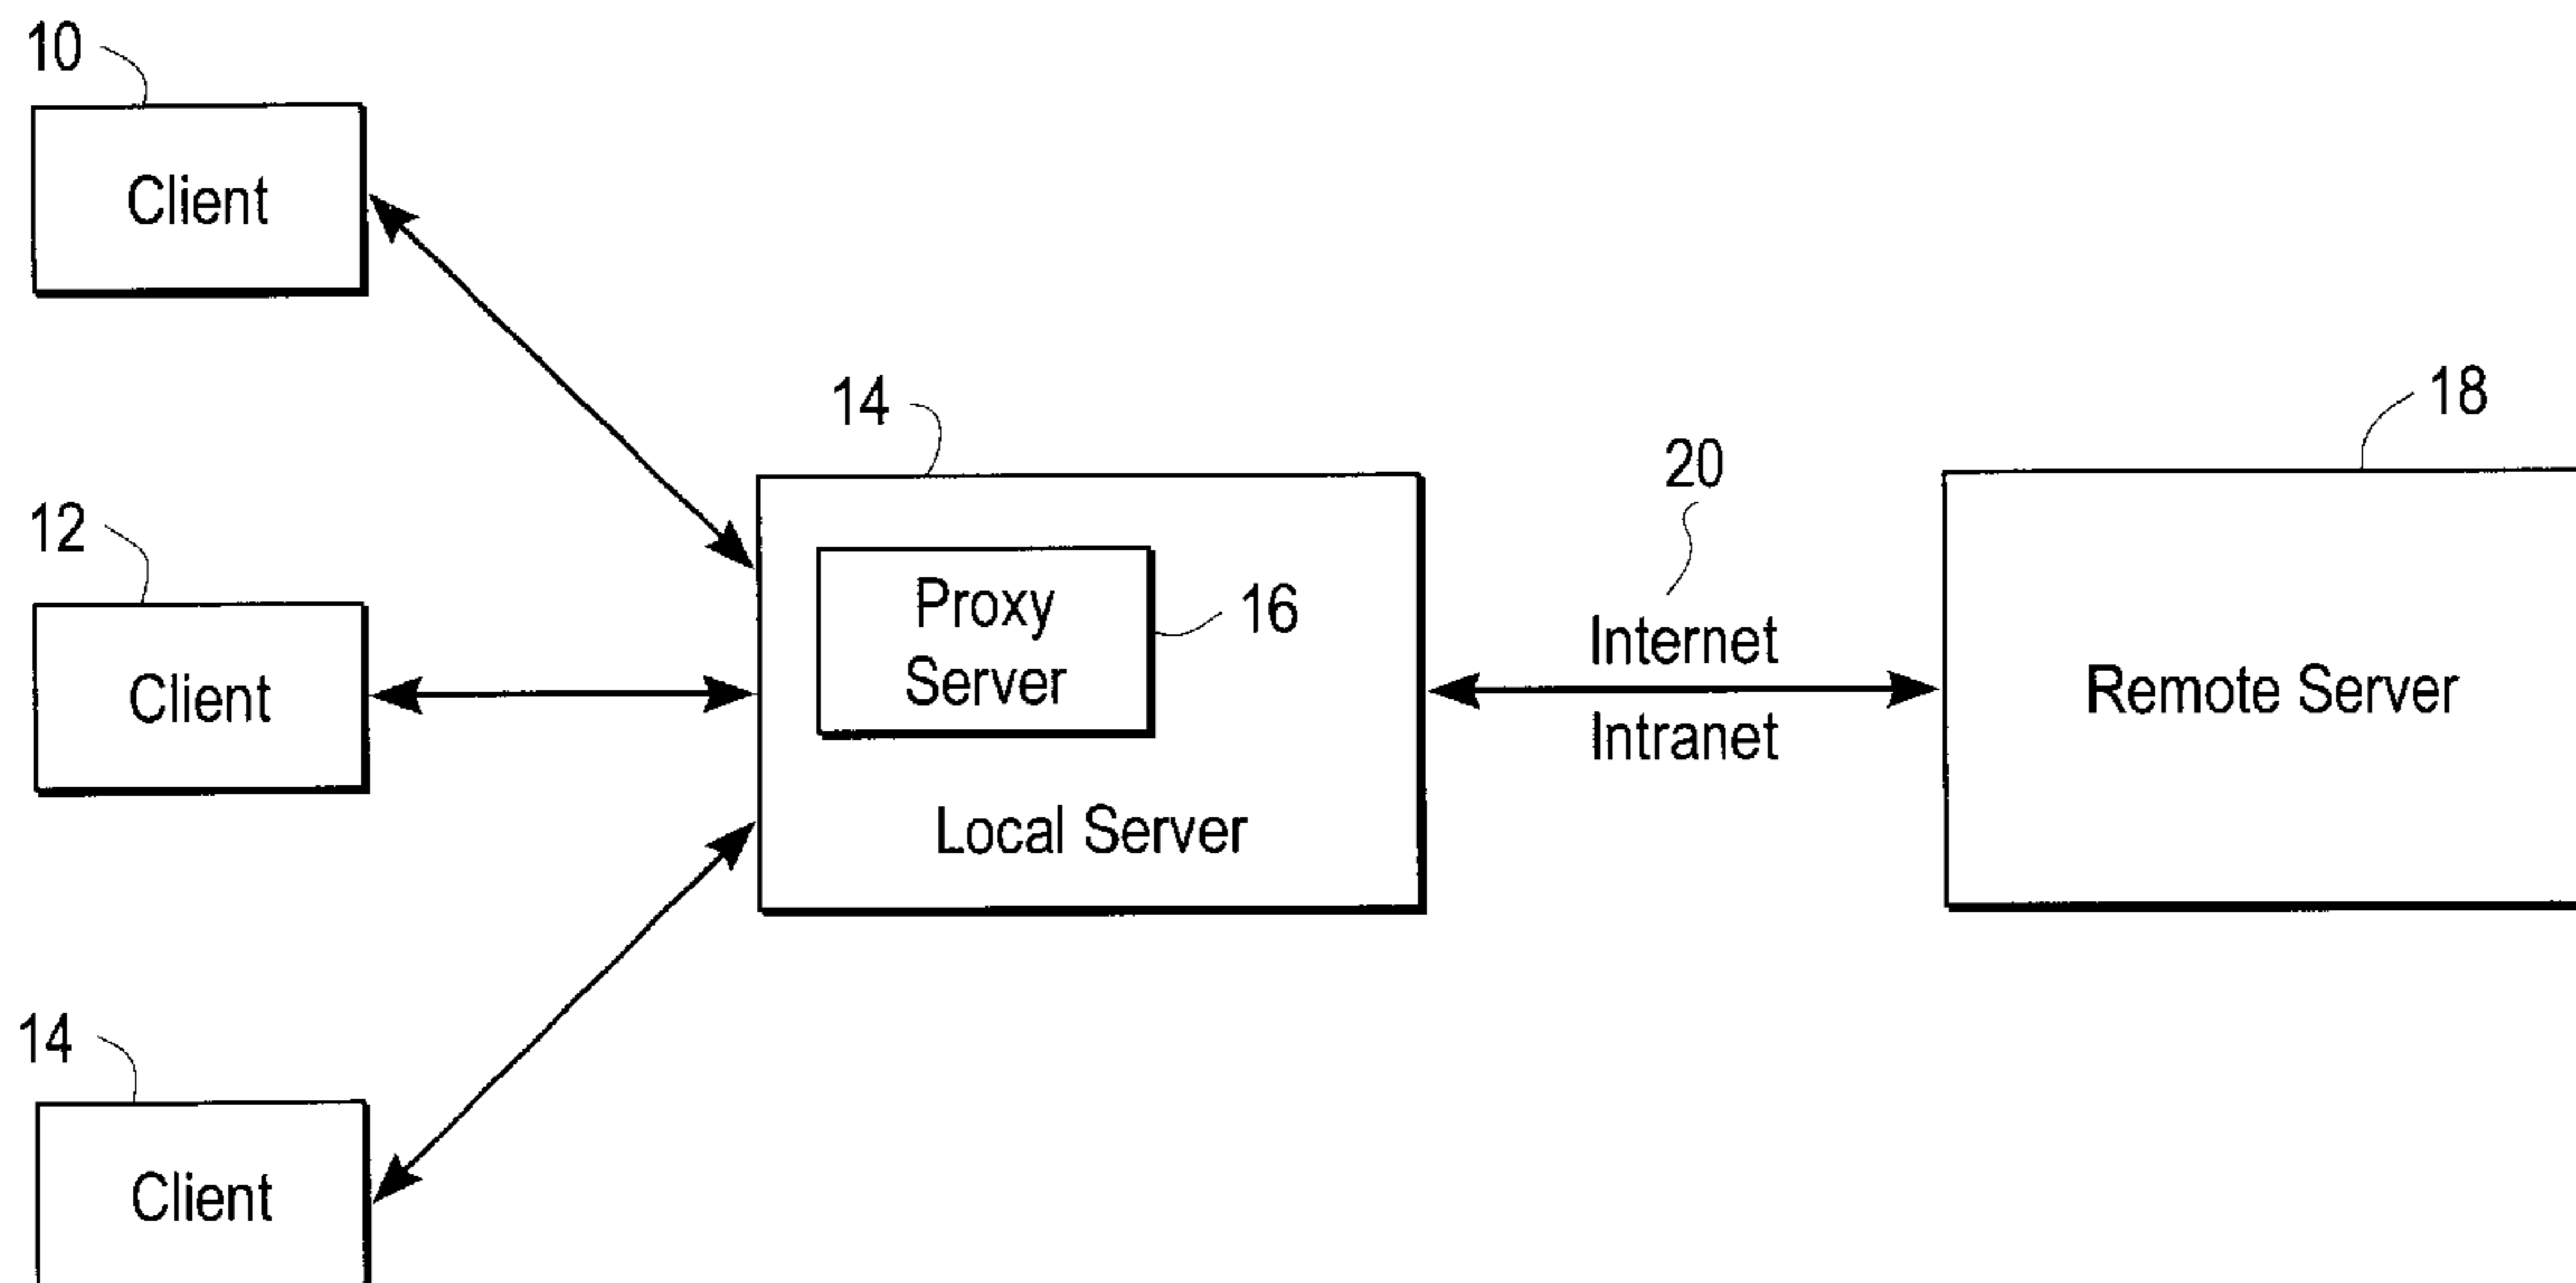 10
Client
12
Client
14
Client
14
Proxy
Server
16
Local Server
20
Internet
Intranet
18
Remote Server